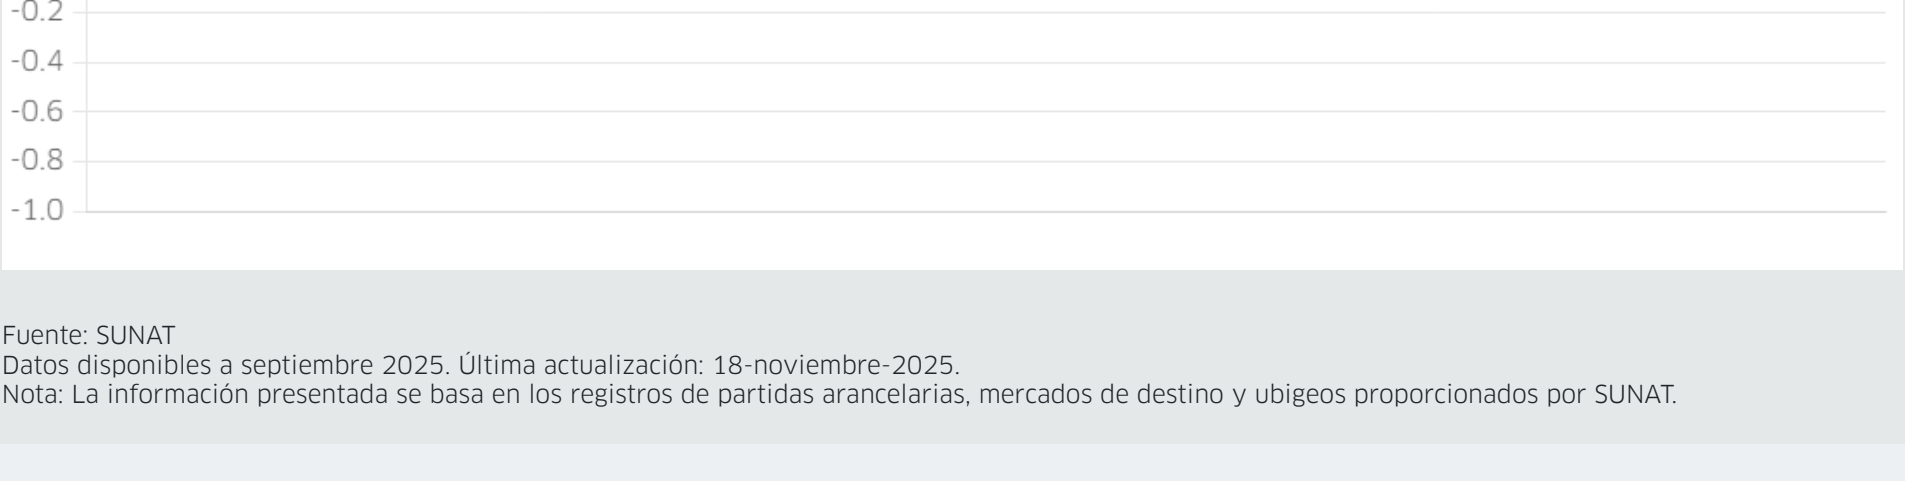 -0.2
-0.4
-0.6
-0.8
-1.0
Fuente: SUNAT
Datos disponibles a septiembre 2025. Última actualización: 18-noviembre-2025.
Nota: La información presentada se basa en los registros de partidas arancelarias, mercados de destino y ubigeos proporcionados por SUNAT.